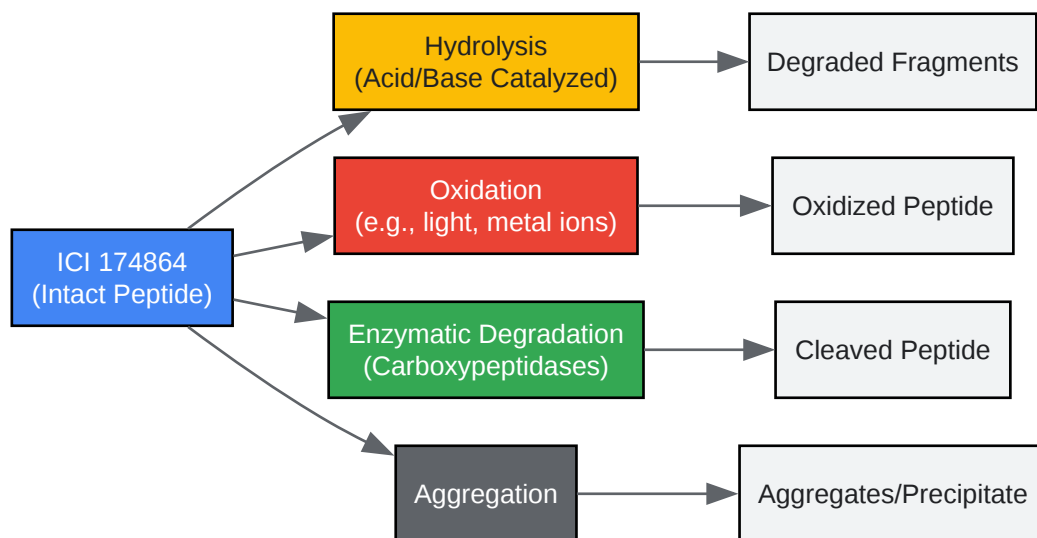 Hydrolysis
(Acid/Base Catalyzed)
Degraded Fragments
Oxidation
(e.g., light, metal ions)
Oxidized Peptide
ICI 174864
(Intact Peptide)
Enzymatic Degradation
(Carboxypeptidases)
Cleaved Peptide
Aggregation
Aggregates/Precipitate